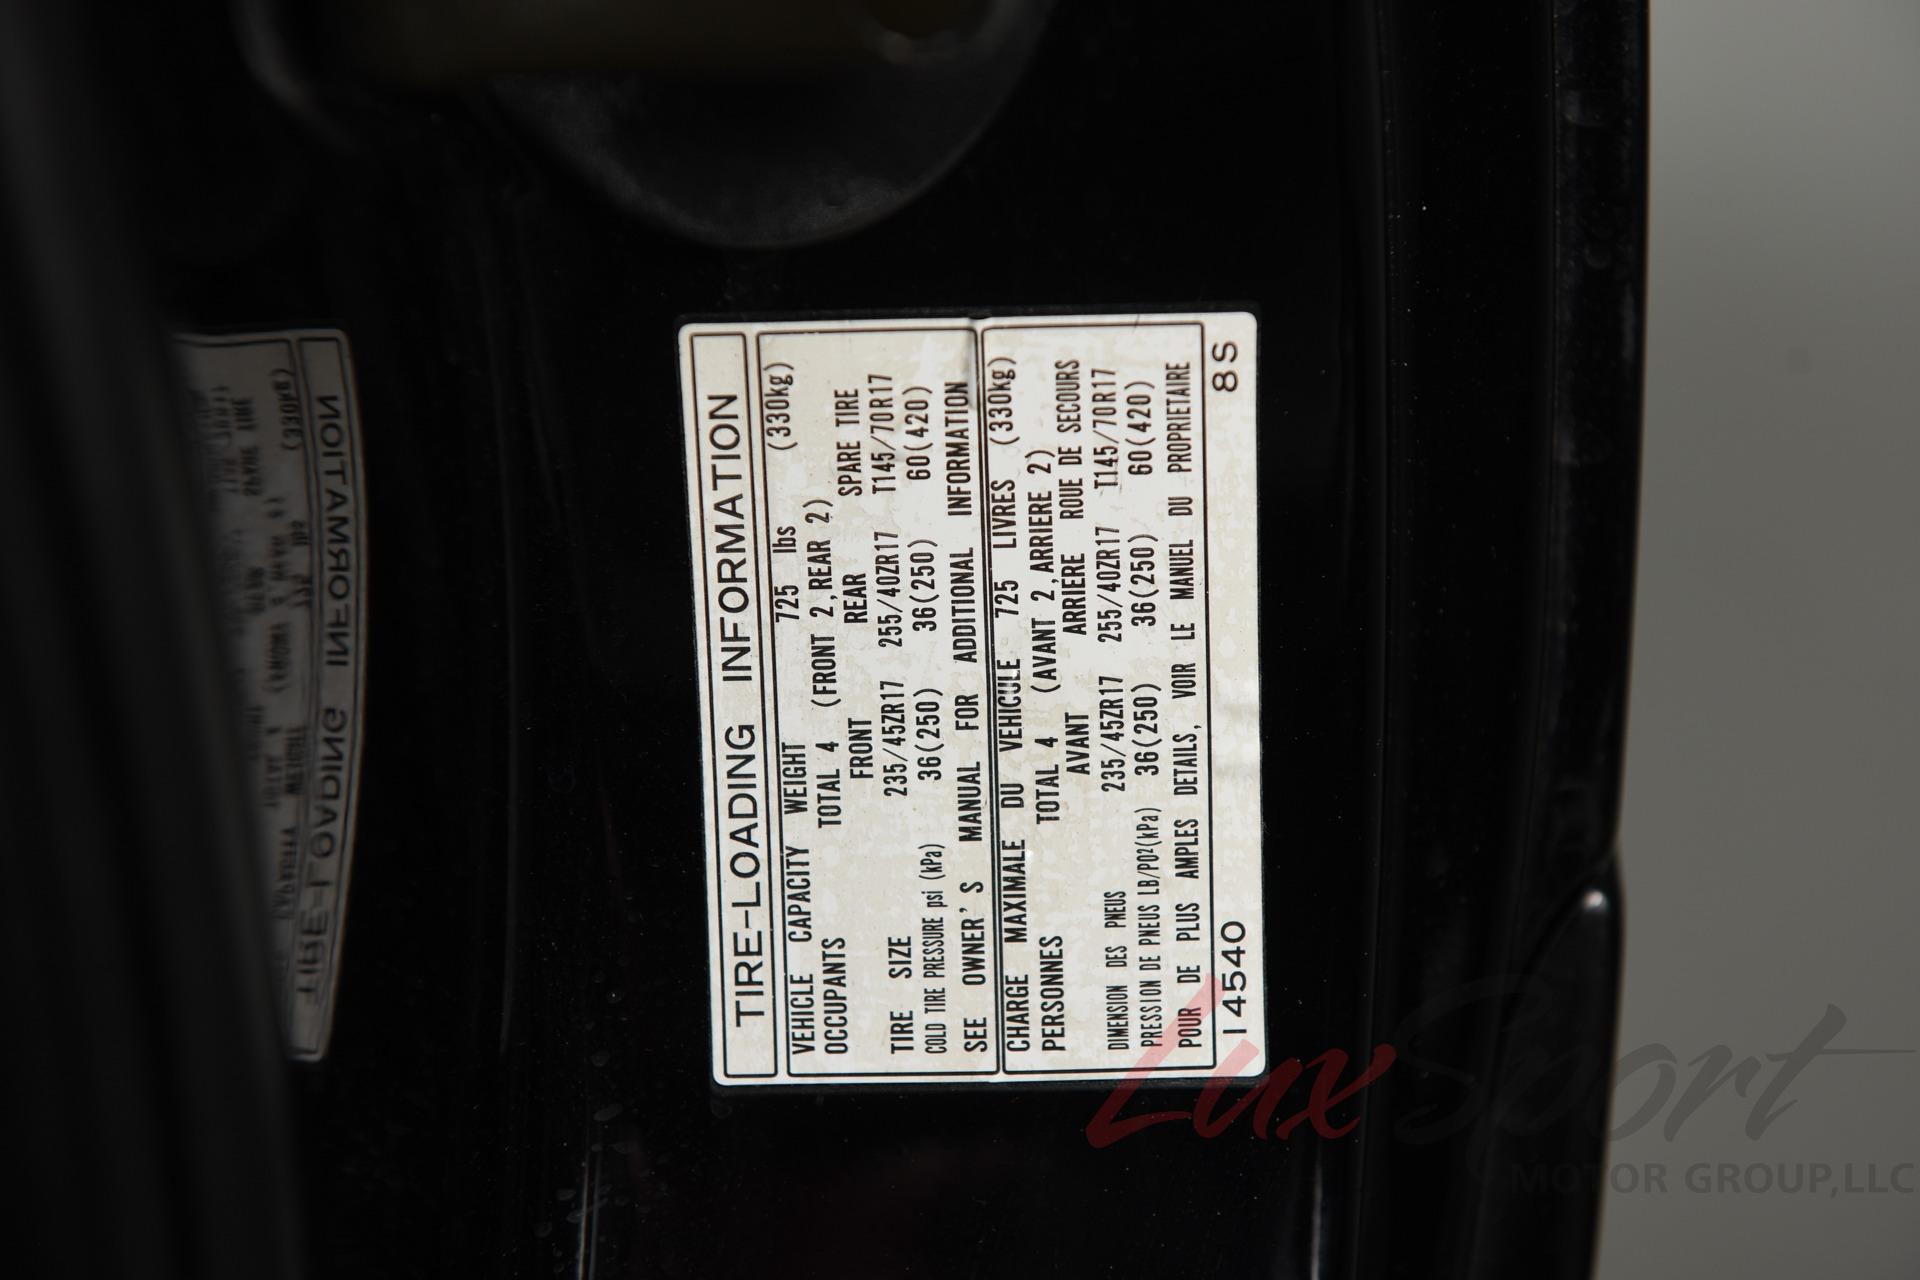 TIRE-LOADING INFORMATION
VEHICLE CAPACITY WEIGHT 725 lbs (330kg)
OCCUPANTS TOTAL 4 (FRONT 2,REAR 2)
FRONT REAR SPARE TIRE
TIRE SIZE 235/45ZR17 255/40ZR17 T145/70R17
COLD TIRE PRESSURE psi (kPa) 36(250) 36(250) 60(420)
SEE OWNER'S MANUAL FOR ADDITIONAL INFORMATION
CHARGE MAXIMALE DU VEHICULE 725 LIVRES (330kg)
PERSONNES TOTAL 4 (AVANT 2,ARRIERE 2)
AVANT ARRIERE ROUE DE SECOURS
DIMENSION DES PNEUS 235/45ZR17 255/40ZR17 T145/70R17
PRESSION DE PNEUS LB/PO²(kPa) 36(250) 36(250) 60(420)
POUR DE PLUS AMPLES DETAILS, VOIR LE MANUEL DU PROPRIETAIRE
14540 8S
TIRE-LOADING INFORMATION
(330kg)
LuxSport
MOTOR GROUP,LLC